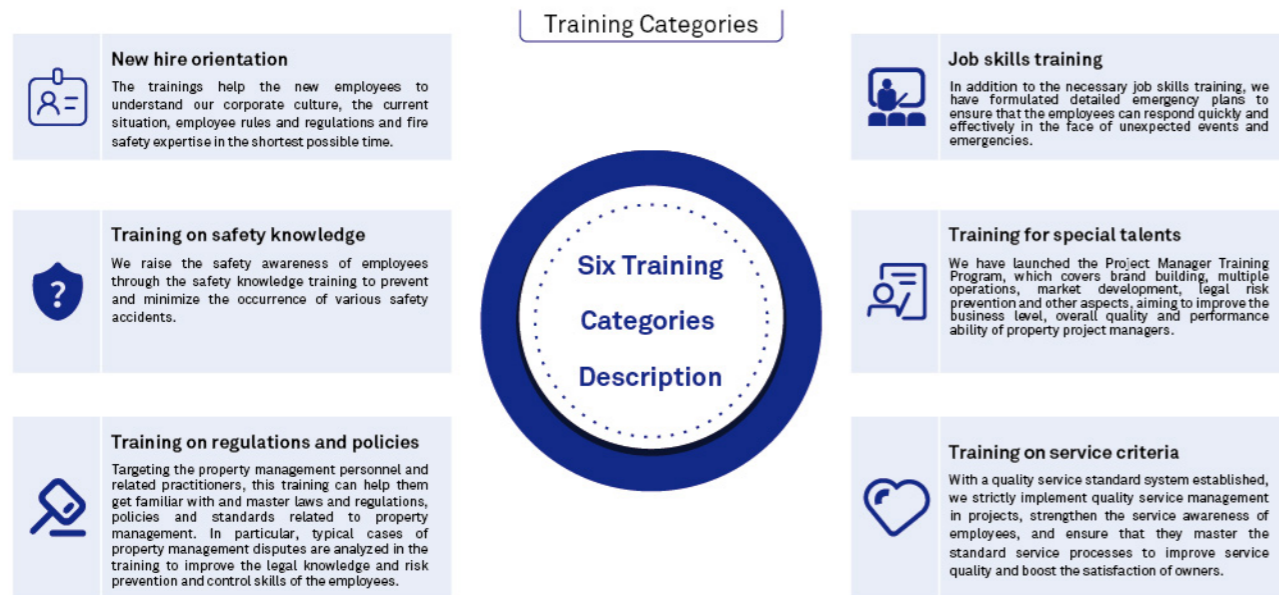 Training Categories
New hire orientation
The trainings help the new employees to
understand our corporate culture, the current
situation, employee rules and regulations and fire
safety expertise in the shortest possible time.
Training on safety knowledge
We raise the safety awareness of employees
through the safety knowledge training to prevent
and minimize the occurrence of various safety
accidents.
?
Training on regulations and policies
Targeting the property management personnel and
related practitioners, this training can help them
get familiar with and master laws and regulations,
policies and standards related to property
management. In particular, typical cases of
property management disputes are analyzed in the
training to improve the legal knowledge and risk
prevention and control skills of the employees.
Six Training
Categories
Description
Job skills training
In addition to the necessary job skills training, we
have formulated detailed emergency plans to
ensure that the employees can respond quickly and
effectively in the face of unexpected events and
emergencies.
Training for special talents
We have launched the Project Manager Training
Program, which covers brand building, multiple
operations, market development, legal risk
prevention and other aspects, aiming to improve the
business level, overall quality and performance
ability of property project managers.
Training on service criteria
With a quality service standard system established,
we strictly implement quality service management
in projects, strengthen the service awareness of
employees, and ensure that they master the
standard service processes to improve service
quality and boost the satisfaction of owners.